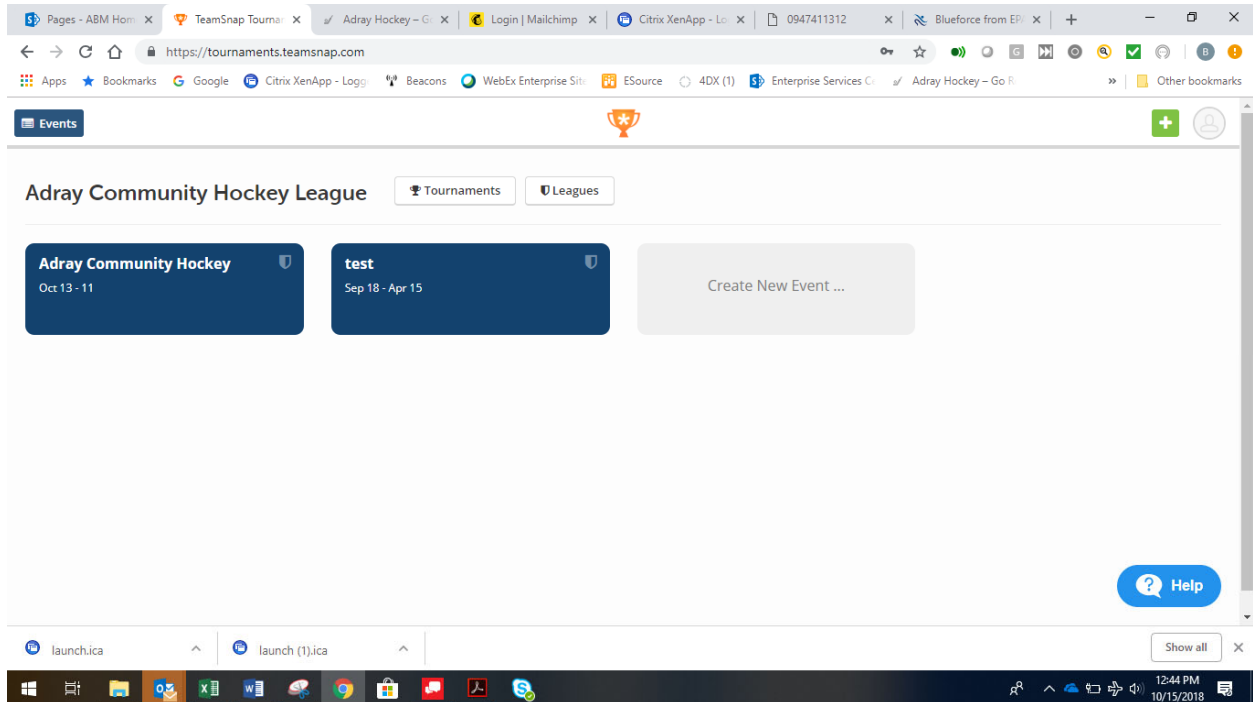 Pages - ABM Hom
TeamSnap Tournar
Adray Hockey – G
Login | Mailchimp
Citrix XenApp - Lo
0947411312
Blueforce from EP
https://tournaments.teamsnap.com
B
Apps
Bookmarks
Google
Citrix XenApp - Logg
Beacons
WebEx Enterprise Site
ESource
4DX (1)
Enterprise Services C
Adray Hockey – Go R
»
Other bookmarks
Events
Adray Community Hockey League
Tournaments
Leagues
Adray Community Hockey
Oct 13 - 11
test
Sep 18 - Apr 15
Create New Event ...
Help
launch.ica
launch (1).ica
Show all
12:44 PM
10/15/2018